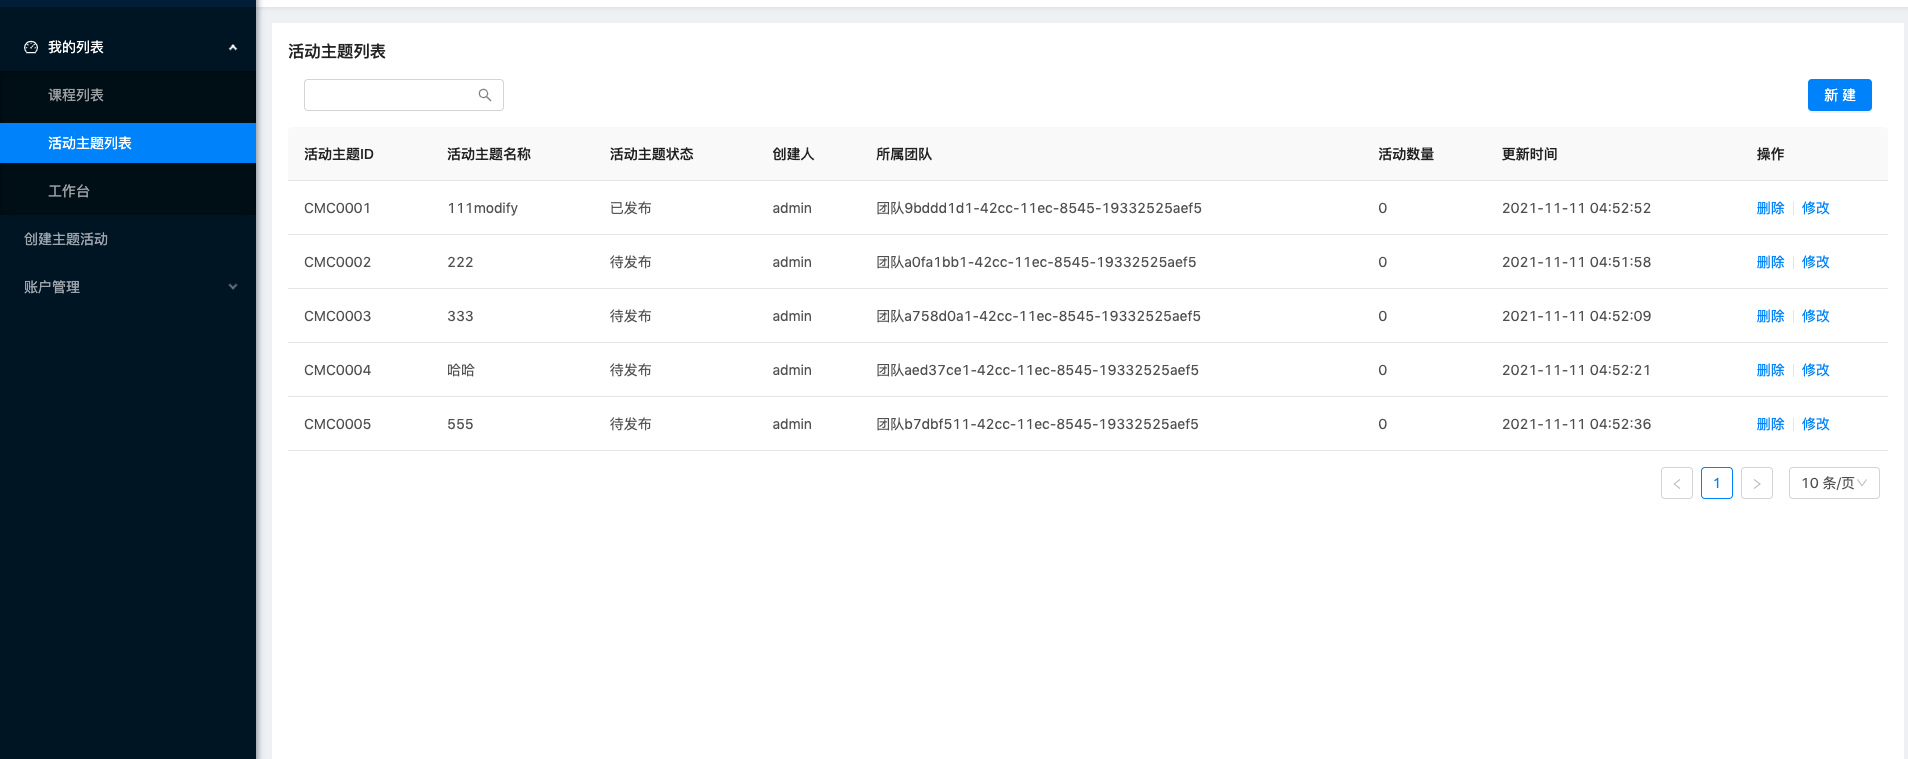 我的列表
课程列表
活动主题列表
工作台
创建主题活动
账户管理
活动主题列表
新 建
活动主题ID 活动主题名称 活动主题状态 创建人 所属团队 活动数量 更新时间 操作
CMC0001 111modify 已发布 admin 团队9bddd1d1-42cc-11ec-8545-19332525aef5 0 2021-11-11 04:52:52 删除 修改
CMC0002 222 待发布 admin 团队a0fa1bb1-42cc-11ec-8545-19332525aef5 0 2021-11-11 04:51:58 删除 修改
CMC0003 333 待发布 admin 团队a758d0a1-42cc-11ec-8545-19332525aef5 0 2021-11-11 04:52:09 删除 修改
CMC0004 哈哈 待发布 admin 团队aed37ce1-42cc-11ec-8545-19332525aef5 0 2021-11-11 04:52:21 删除 修改
CMC0005 555 待发布 admin 团队b7dbf511-42cc-11ec-8545-19332525aef5 0 2021-11-11 04:52:36 删除 修改
1 10 条/页